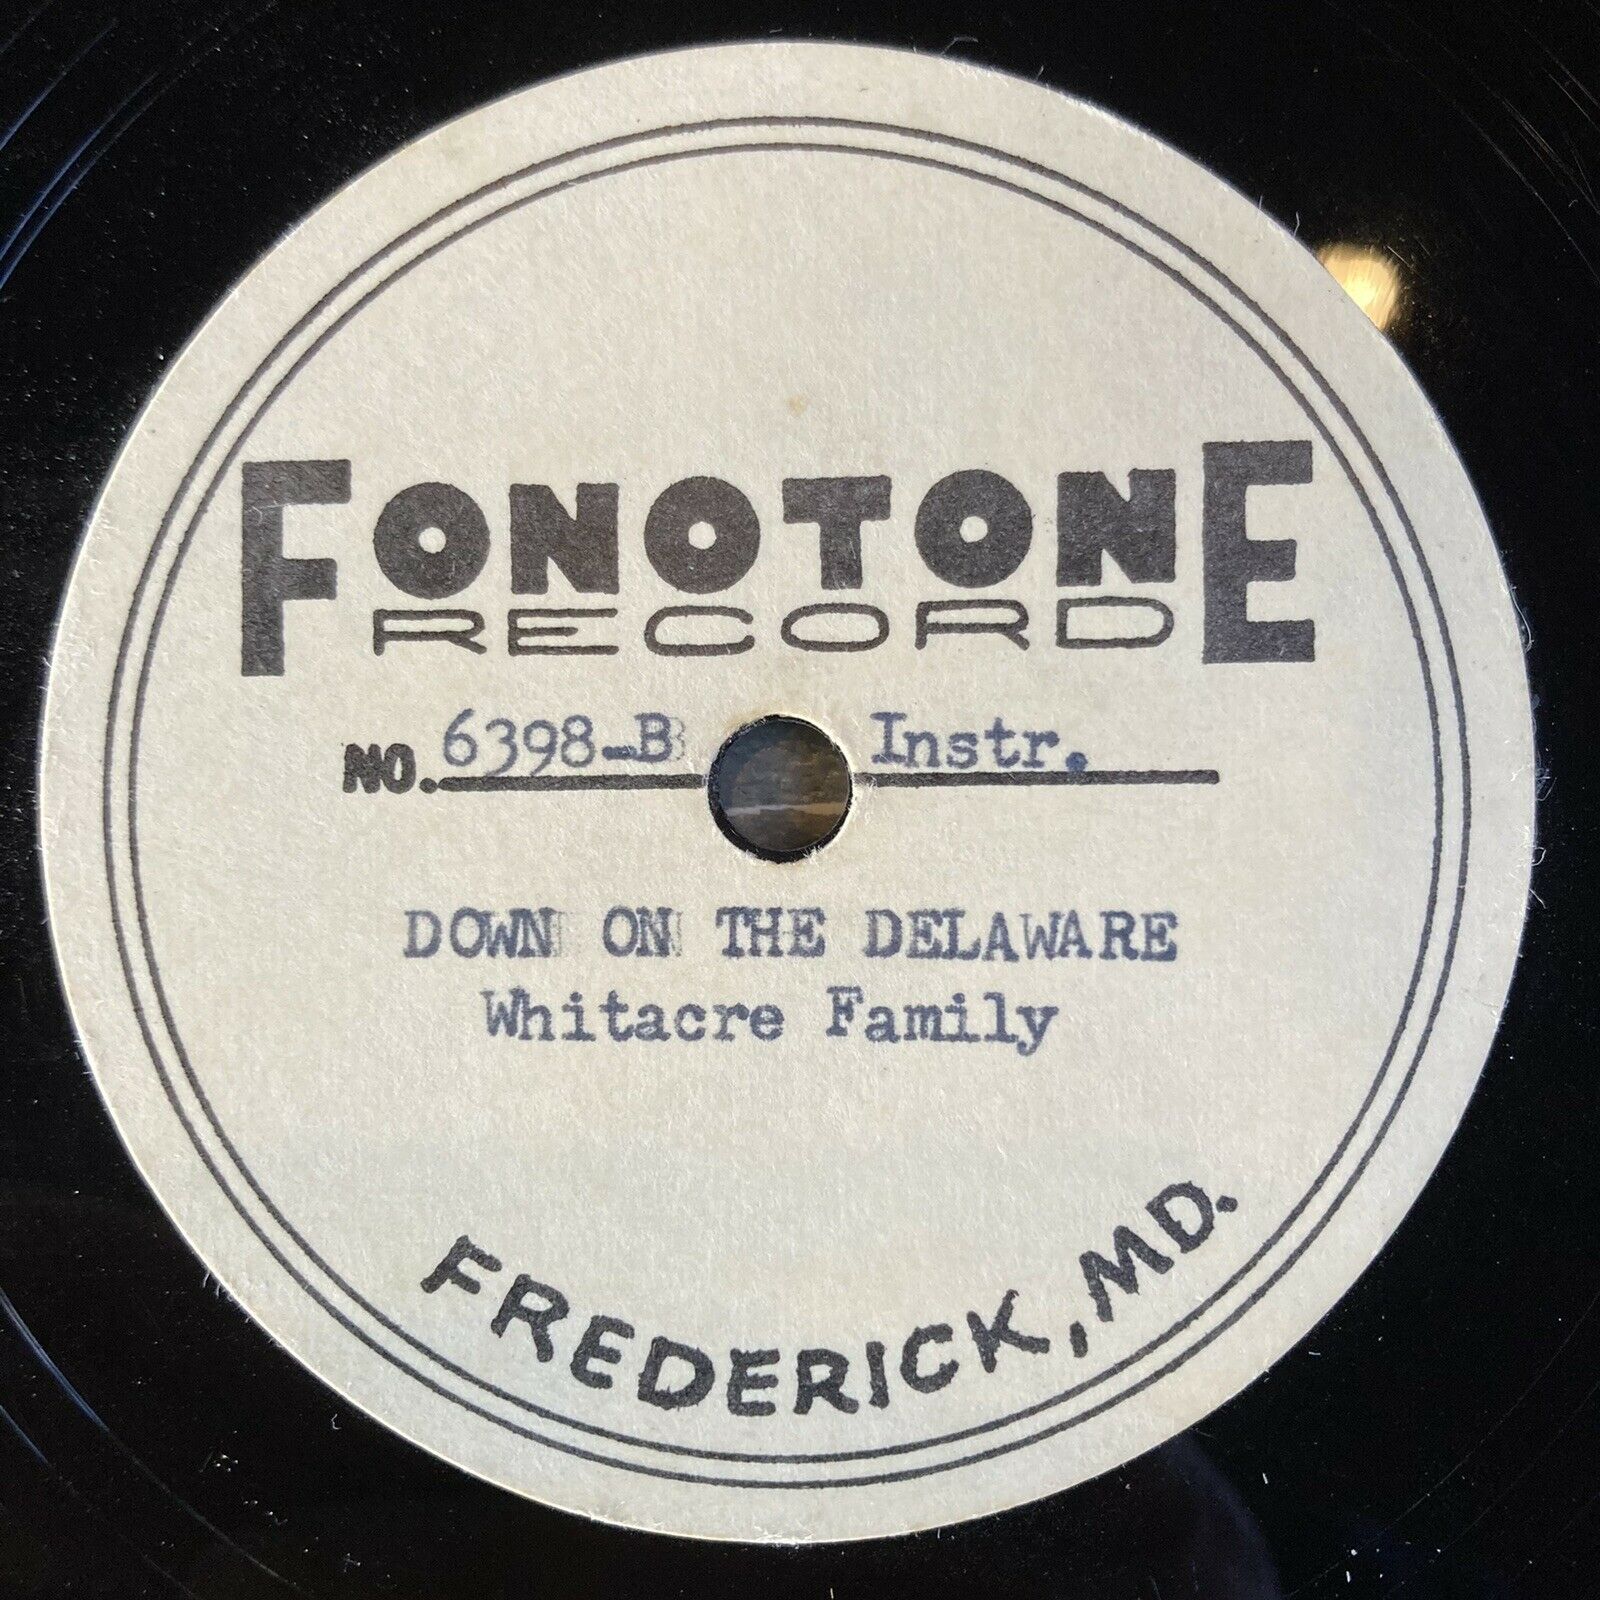 FONOTONE
RECORD
NO. 6398-B Instr.
DOWN ON THE DELAWARE
Whitacre Family
FREDERICK, MD.